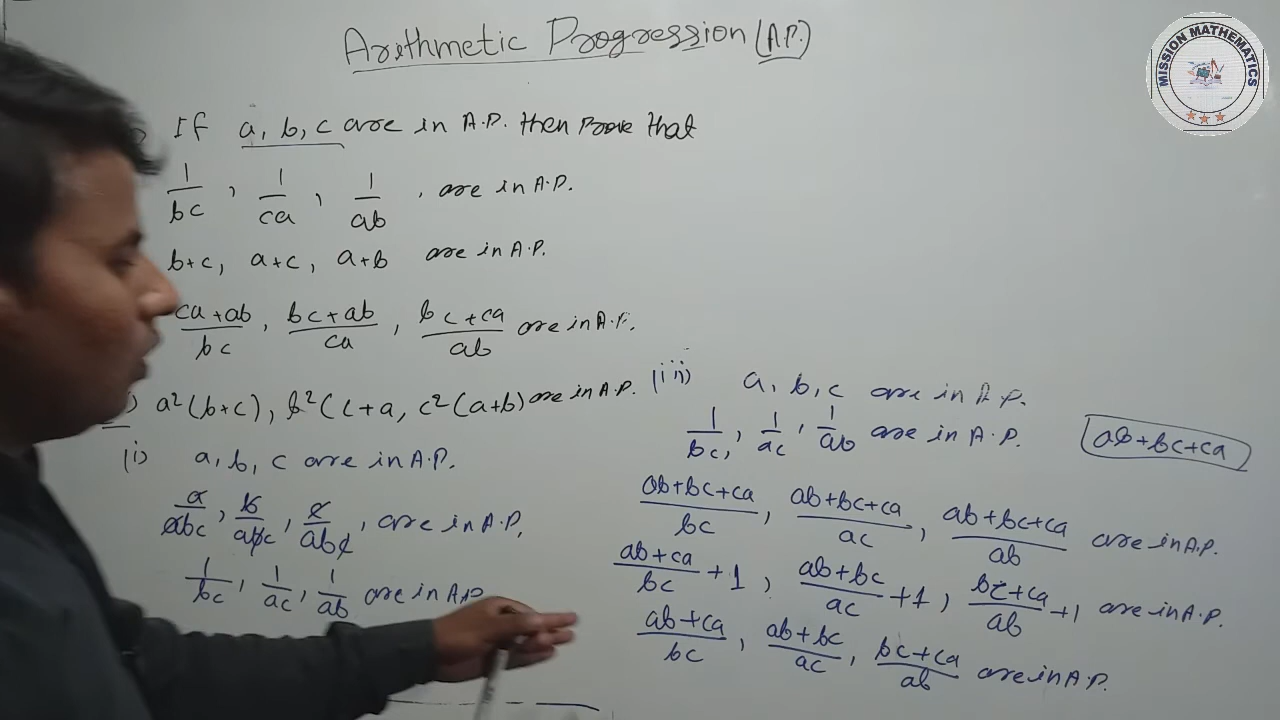 Arithmetic Progression (A.P.)
MISSION MATHEMATICS
If a, b, c are in A.P. then Prove that
1/bc , 1/ca , 1/ab , are in A.P.
b+c, a+c, a+b are in A.P.
ca+ab/bc , bc+ab/ca , bc+ca/ab are in A.P.
a²(b+c), b²(c+a, c²(a+b) are in A.P.
(i) a, b, c are in A.P.
a/abc , b/abc , c/abc , are in A.P.
1/bc , 1/ac , 1/ab are in A.P.
(iii) a, b, c are in A.P.
1/bc, , 1/ac , 1/ab are in A.P.
ab+bc+ca
ab+bc+ca/bc , ab+bc+ca/ac , ab+bc+ca/ab are in A.P.
ab+ca/bc +1 , ab+bc/ac +1 , bc+ca/ab +1 are in A.P.
ab+ca/bc , ab+bc/ac , bc+ca/ab are in A.P.